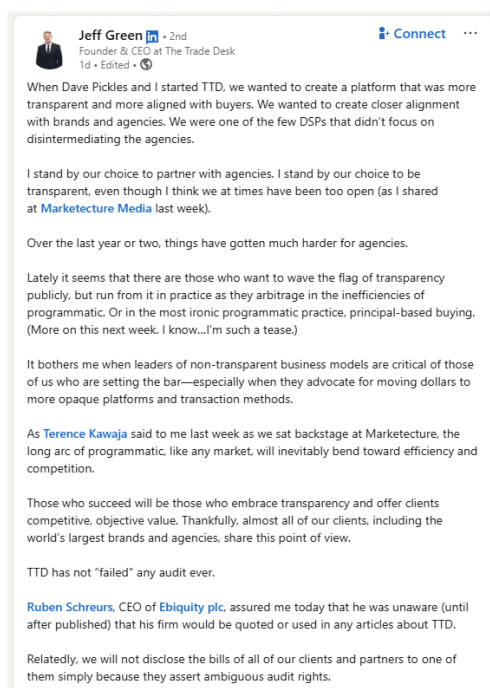 Jeff Green in • 2nd
Connect ...
Founder & CEO at The Trade Desk
1d • Edited •
When Dave Pickles and I started TTD, we wanted to create a platform that was more
transparent and more aligned with buyers. We wanted to create closer alignment
with brands and agencies. We were one of the few DSPs that didn't focus on
disintermediating the agencies.
I stand by our choice to partner with agencies. I stand by our choice to be
transparent, even though I think we at times have been too open (as I shared
at Marketecture Media last week).
Over the last year or two, things have gotten much harder for agencies.
Lately it seems that there are those who want to wave the flag of transparency
publicly, but run from it in practice as they arbitrage in the inefficiencies of
programmatic. Or in the most ironic programmatic practice, principal-based buying.
(More on this next week. I know...I'm such a tease.)
It bothers me when leaders of non-transparent business models are critical of those
of us who are setting the bar—especially when they advocate for moving dollars to
more opaque platforms and transaction methods.
As Terence Kawaja said to me last week as we sat backstage at Marketecture, the
long arc of programmatic, like any market, will inevitably bend toward efficiency and
competition.
Those who succeed will be those who embrace transparency and offer clients
competitive, objective value. Thankfully, almost all of our clients, including the
world's largest brands and agencies, share this point of view.
TTD has not "failed" any audit ever.
Ruben Schreurs, CEO of Ebiquity plc, assured me today that he was unaware (until
after published) that his firm would be quoted or used in any articles about TTD.
Relatedly, we will not disclose the bills of all of our clients and partners to one of
them simply because they assert ambiguous audit rights.